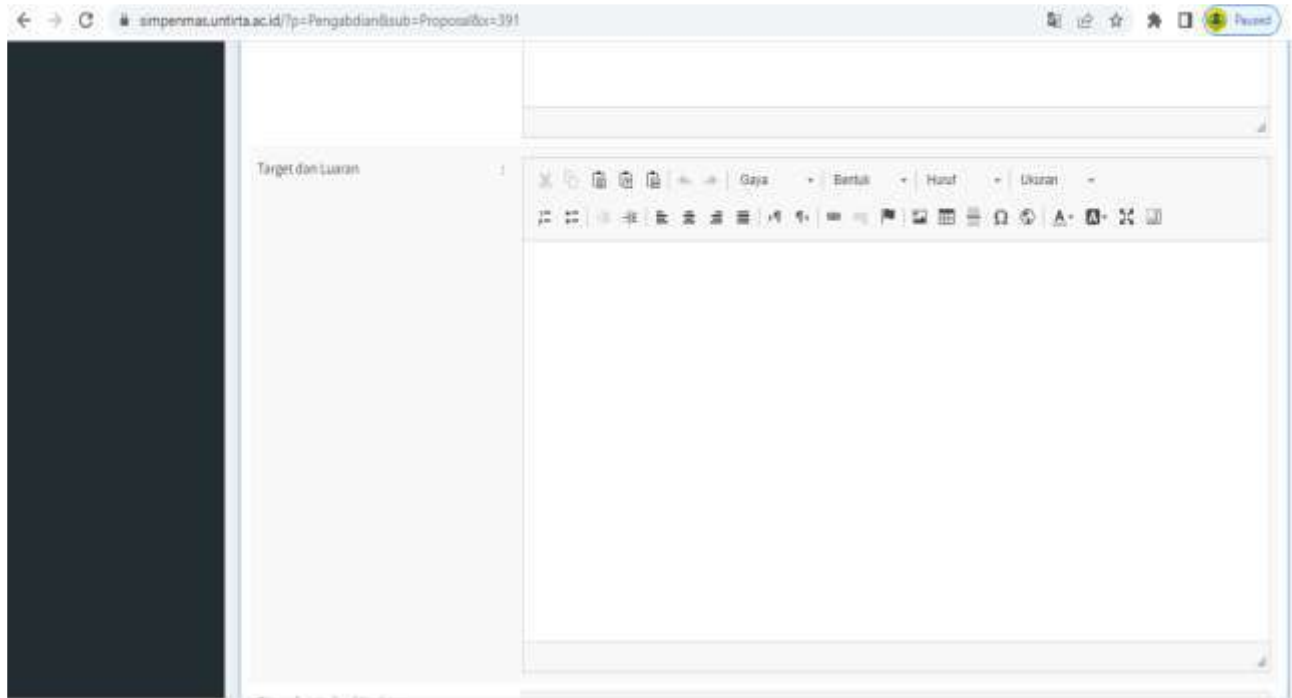 simpenmas.untirta.ac.id/?p=Pengabdian&sub=Proposal&x=391
Paused
Target dan Luaran :
Gaya Bentuk Huruf Ukuran